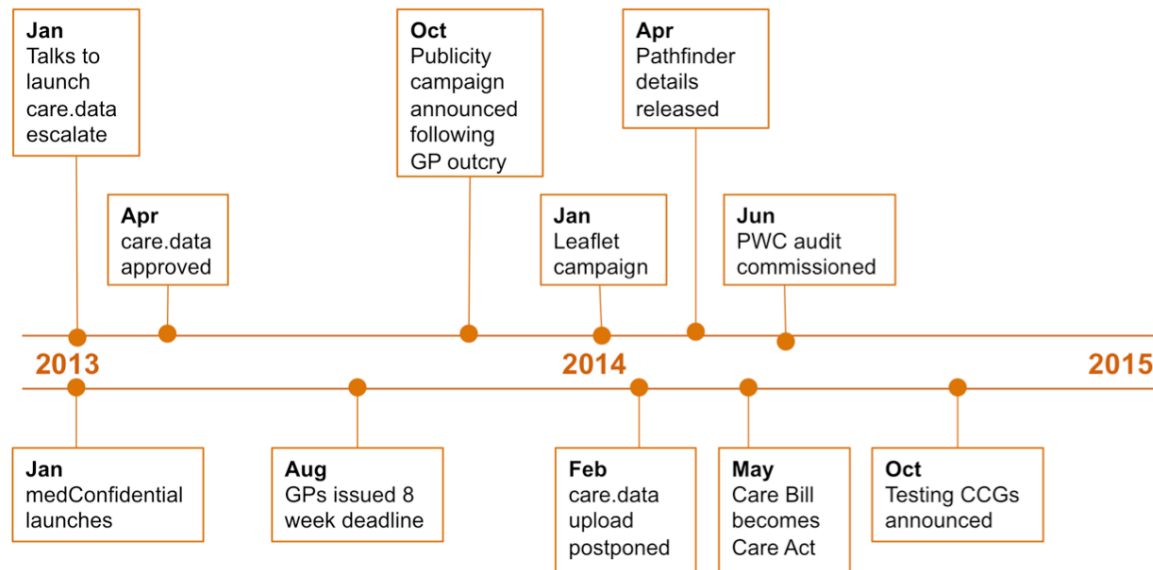 Jan
Talks to
launch
care.data
escalate
Oct
Publicity
campaign
announced
following
GP outcry
Apr
Pathfinder
details
released
Apr
care.data
approved
Jan
Leaflet
campaign
Jun
PWC audit
commissioned
2013
2014
2015
Jan
medConfidential
launches
Aug
GPs issued 8
week deadline
Feb
care.data
upload
postponed
May
Care Bill
becomes
Care Act
Oct
Testing CCGs
announced